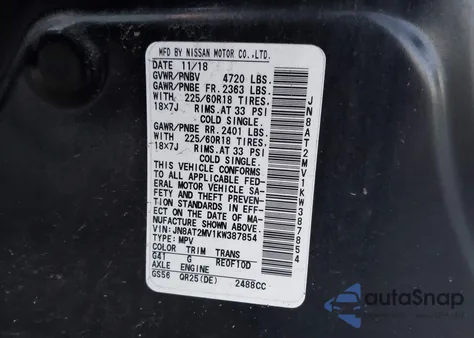 MFD BY NISSAN MOTOR CO.,LTD.
DATE 11/18
GVWR/PNBV 4720 LBS.
GAWR/PNBE FR. 2363 LBS.
WITH 225/60R18 TIRES,
18X7J RIMS.AT 33 PSI
COLD SINGLE.
GAWR/PNBE RR. 2401 LBS.
WITH 225/60R18 TIRES,
18X7J RIMS.AT 33 PSI
COLD SINGLE.
THIS VEHICLE CONFORMS
TO ALL APPLICABLE FED-
ERAL MOTOR VEHICLE SA-
FETY AND THEFT PREVEN-
TION STANDARDS IN EFF-
ECT ON THE DATE OF MA-
NUFACTURE SHOWN ABOVE.
VIN: JN8AT2MV1KW387854
TYPE: MPV
COLOR TRIM TRANS
G41 G RE0F10D
AXLE ENGINE
GS56 QR25(DE) 2488CC
JN8AT2MV1KW387854
autoSnap